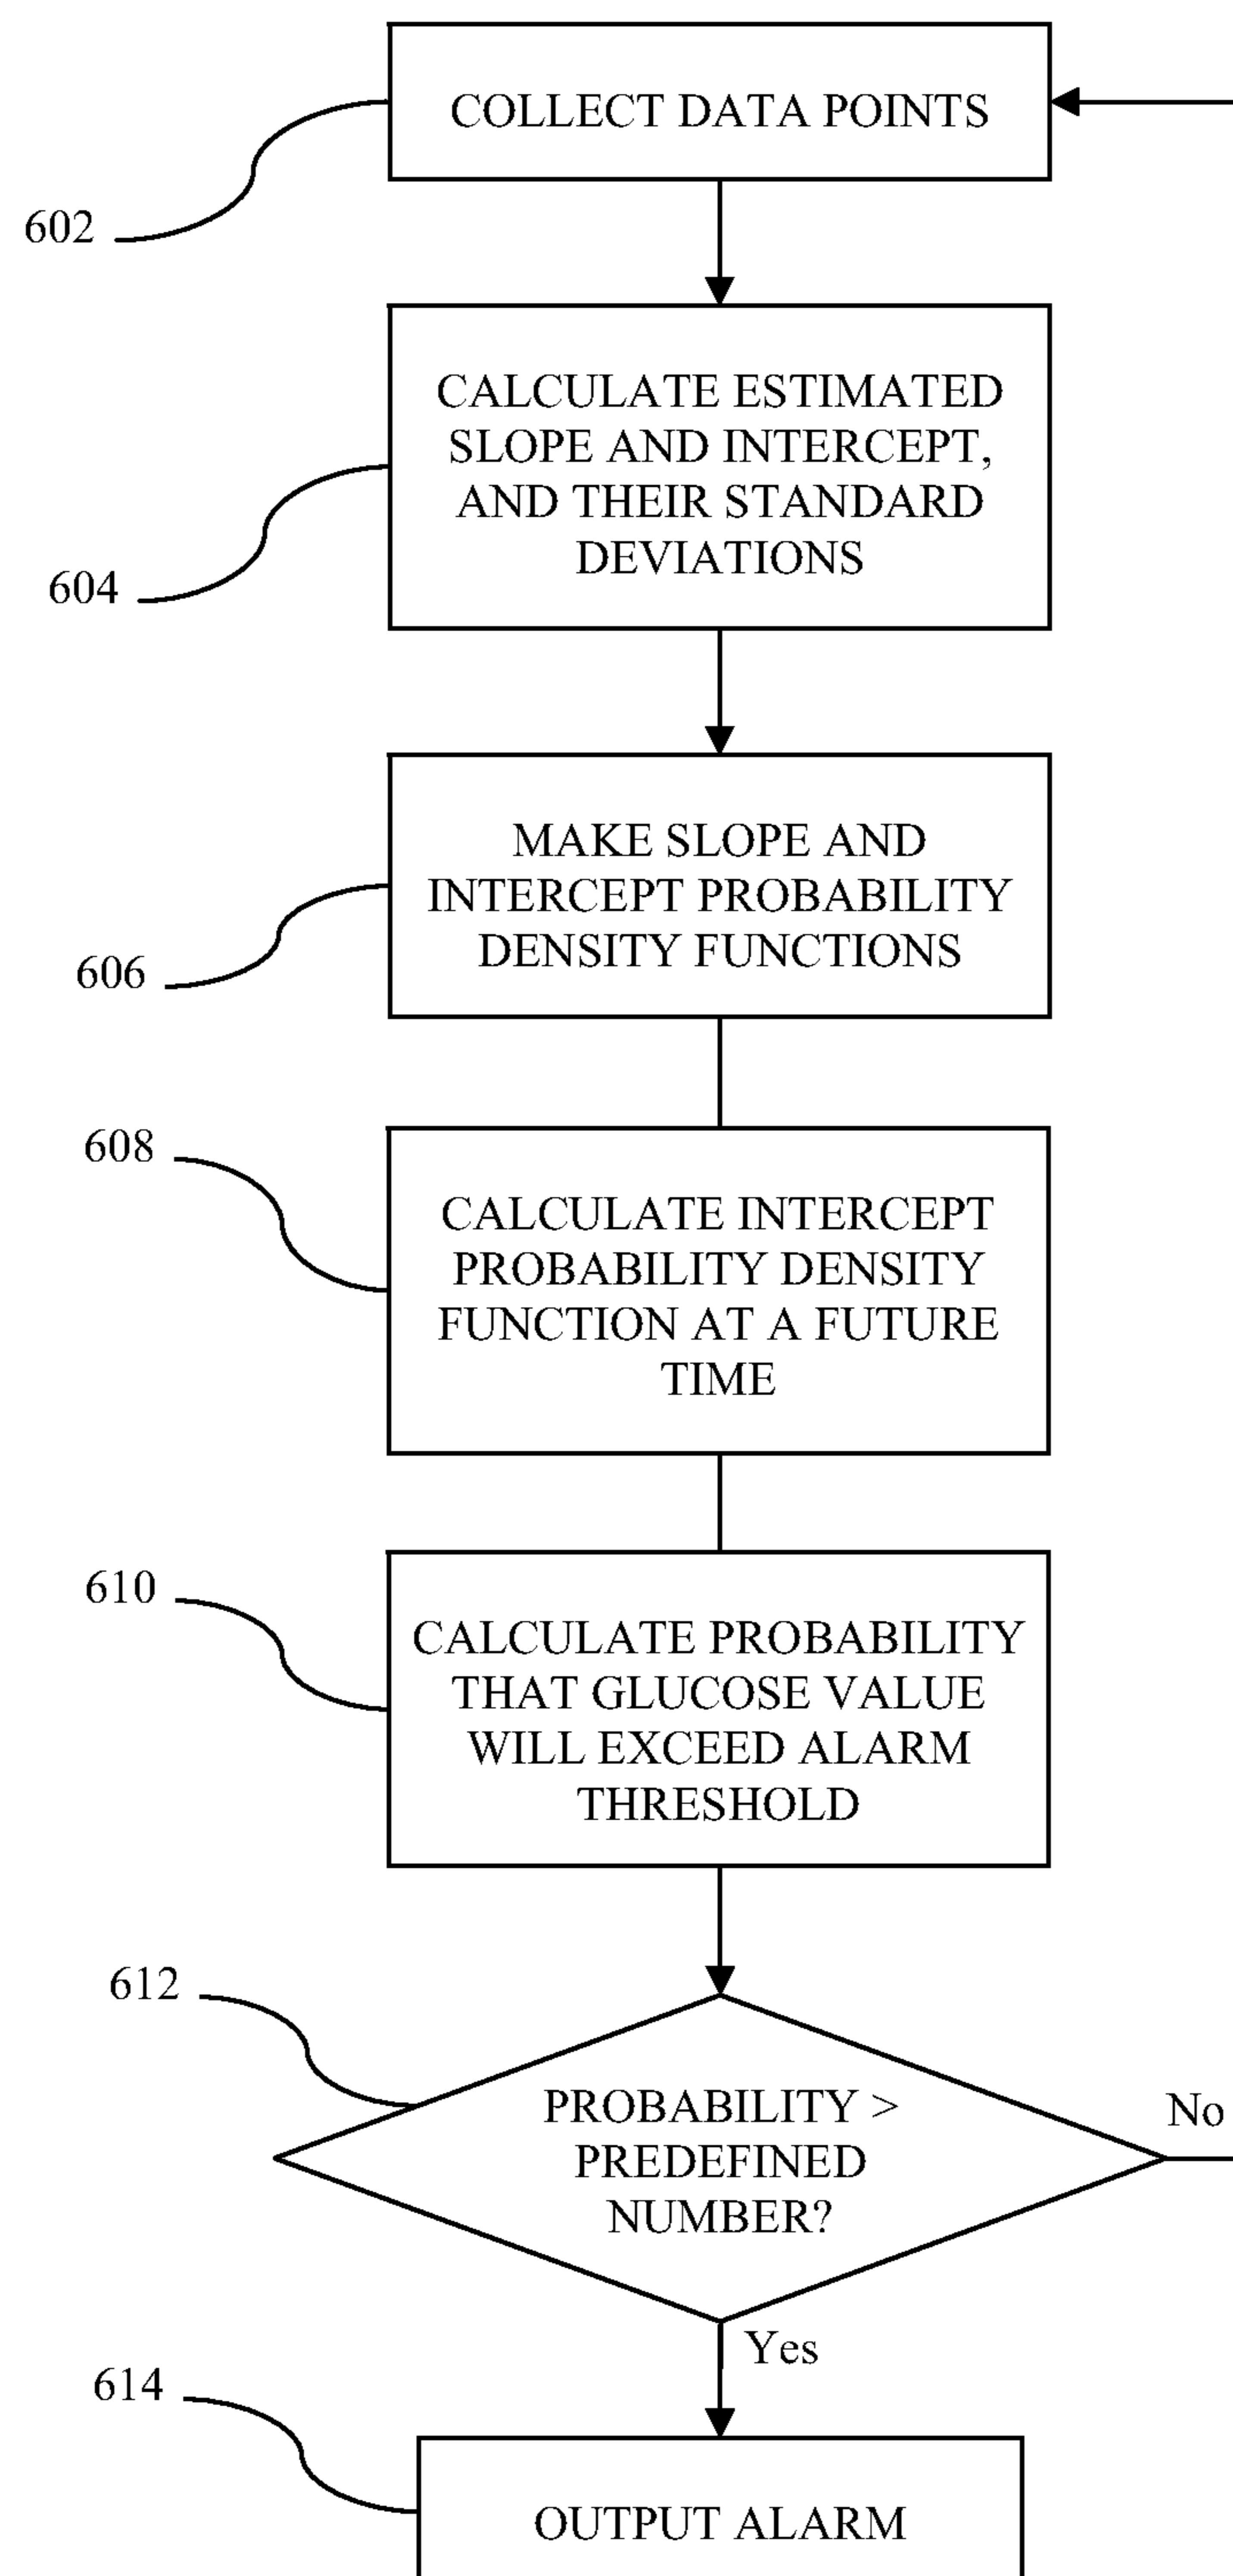 COLLECT DATA POINTS
602
CALCULATE ESTIMATED
SLOPE AND INTERCEPT,
AND THEIR STANDARD
DEVIATIONS
604
MAKE SLOPE AND
INTERCEPT PROBABILITY
DENSITY FUNCTIONS
606
608
CALCULATE INTERCEPT
PROBABILITY DENSITY
FUNCTION AT A FUTURE
TIME
610
CALCULATE PROBABILITY
THAT GLUCOSE VALUE
WILL EXCEED ALARM
THRESHOLD
612
PROBABILITY >
PREDEFINED
NUMBER?
No
Yes
614
OUTPUT ALARM